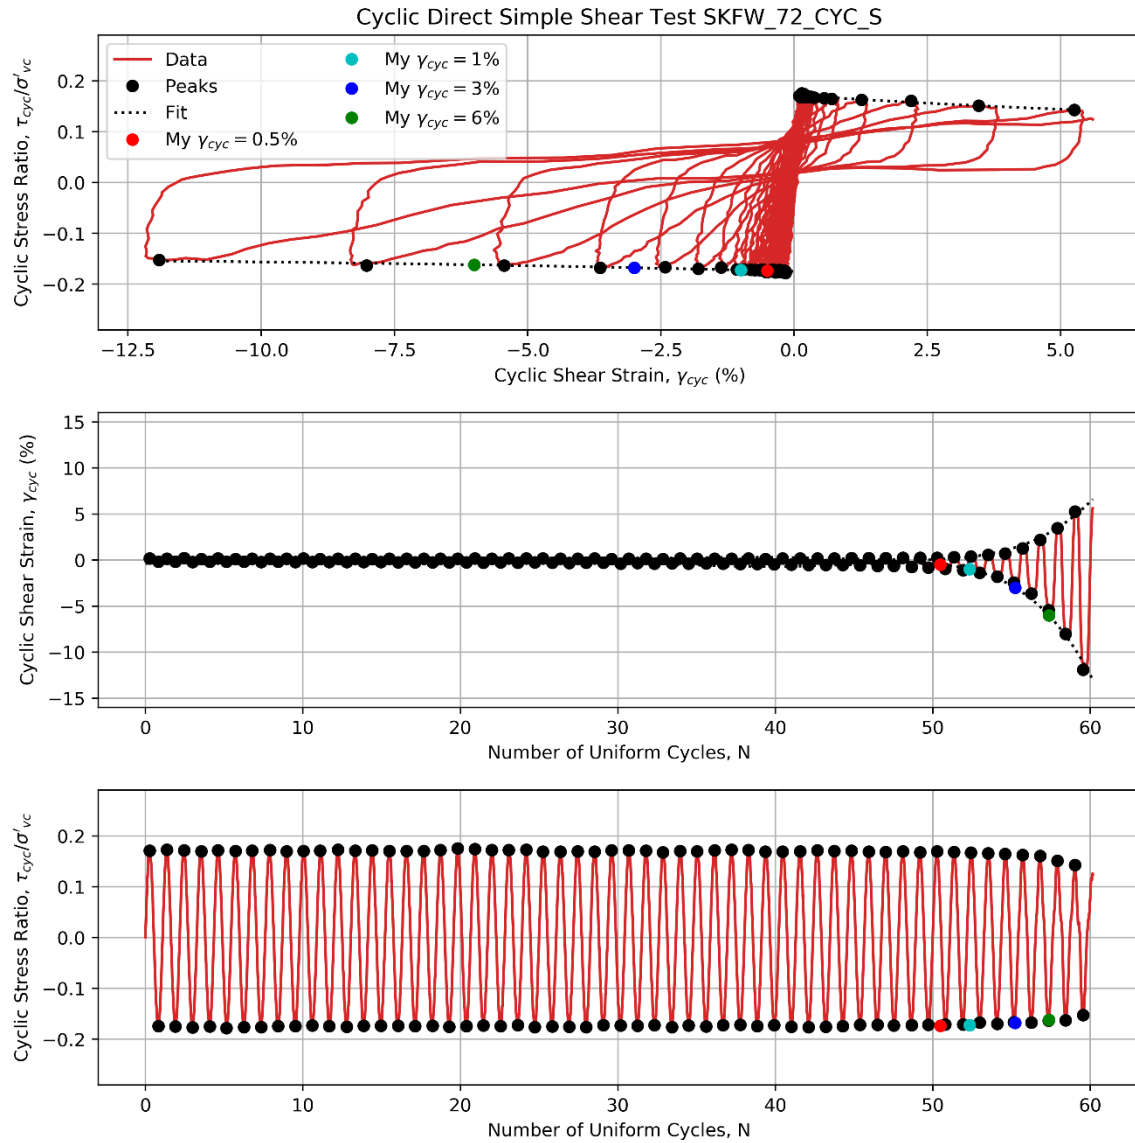 Cyclic Direct Simple Shear Test SKFW_72_CYC_S
Data
Peaks
Fit
My γcyc = 0.5%
My γcyc = 1%
My γcyc = 3%
My γcyc = 6%
Cyclic Stress Ratio, τcyc/σ′vc
0.2
0.1
0.0
−0.1
−0.2
−12.5 −10.0 −7.5 −5.0 −2.5 0.0 2.5 5.0
Cyclic Shear Strain, γcyc (%)
Cyclic Shear Strain, γcyc (%)
15
10
5
0
−5
−10
−15
0 10 20 30 40 50 60
Number of Uniform Cycles, N
Cyclic Stress Ratio, τcyc/σ′vc
0.2
0.1
0.0
−0.1
−0.2
0 10 20 30 40 50 60
Number of Uniform Cycles, N